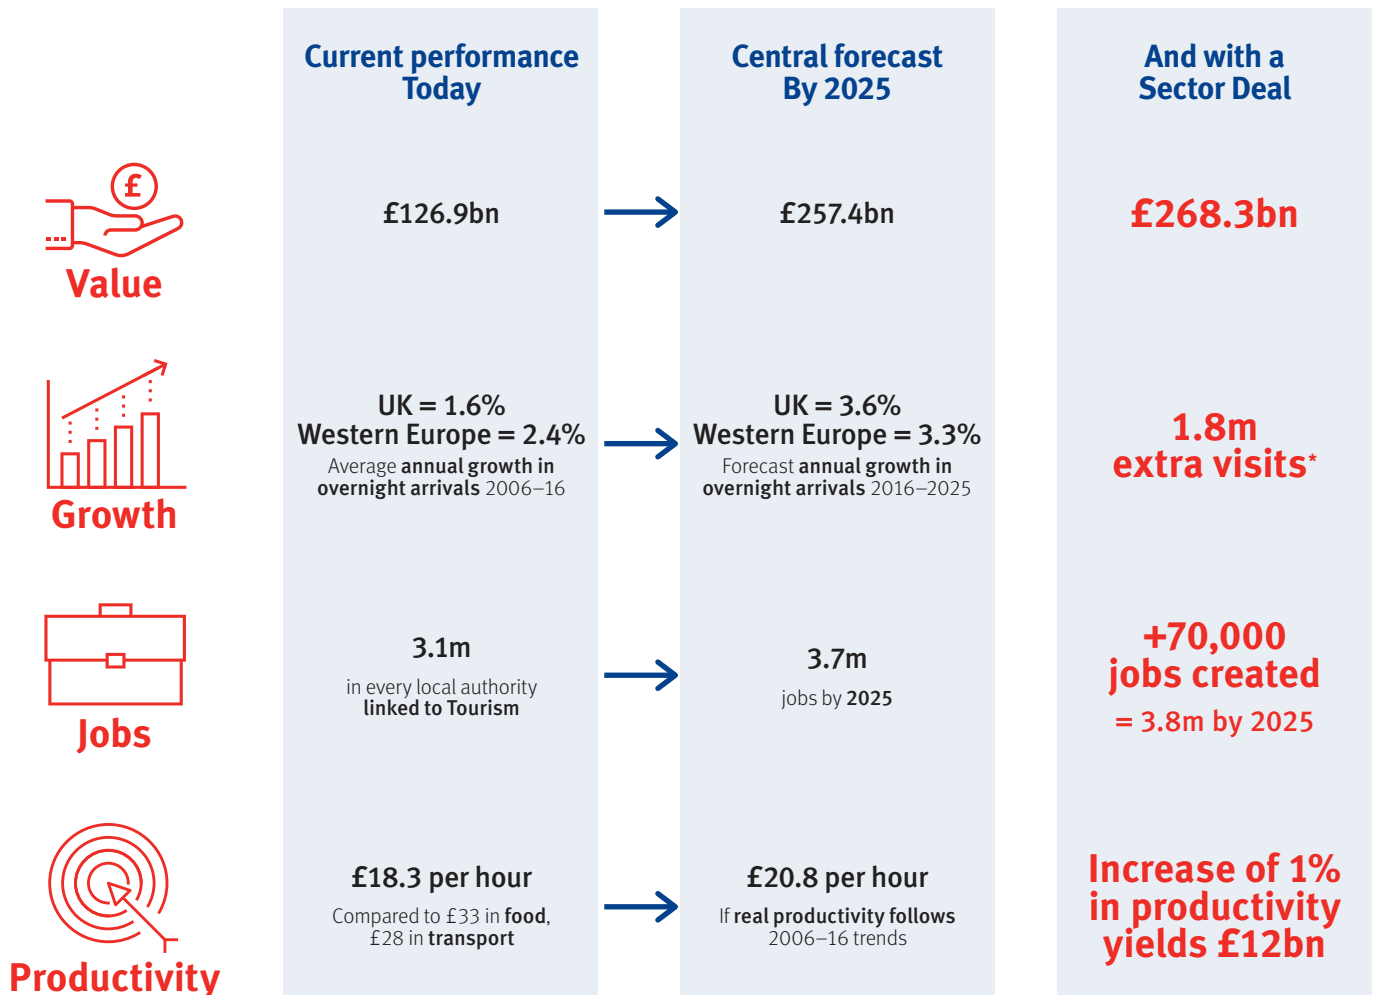 Current performance
Today
Central forecast
By 2025
And with a
Sector Deal
£
Value
£126.9bn
£257.4bn
£268.3bn
Growth
UK = 1.6%
Western Europe = 2.4%
Average annual growth in
overnight arrivals 2006–16
UK = 3.6%
Western Europe = 3.3%
Forecast annual growth in
overnight arrivals 2016–2025
1.8m
extra visits*
Jobs
3.1m
in every local authority
linked to Tourism
3.7m
jobs by 2025
+70,000
jobs created
= 3.8m by 2025
Productivity
£18.3 per hour
Compared to £33 in food,
£28 in transport
£20.8 per hour
If real productivity follows
2006–16 trends
Increase of 1%
in productivity
yields £12bn